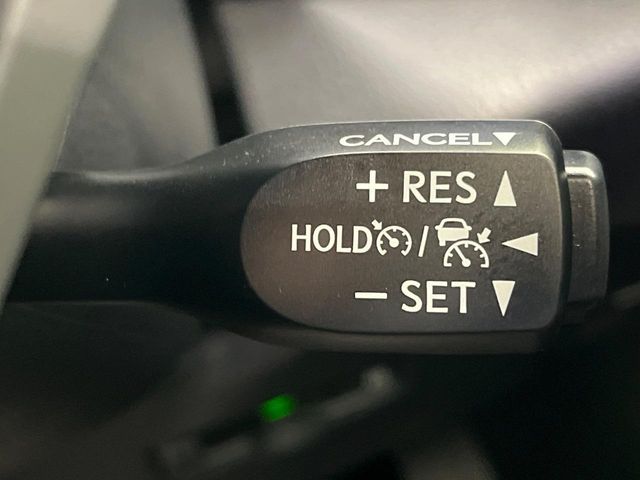 CANCEL▼
+ RES ▲
HOLD / ◀
− SET ▼